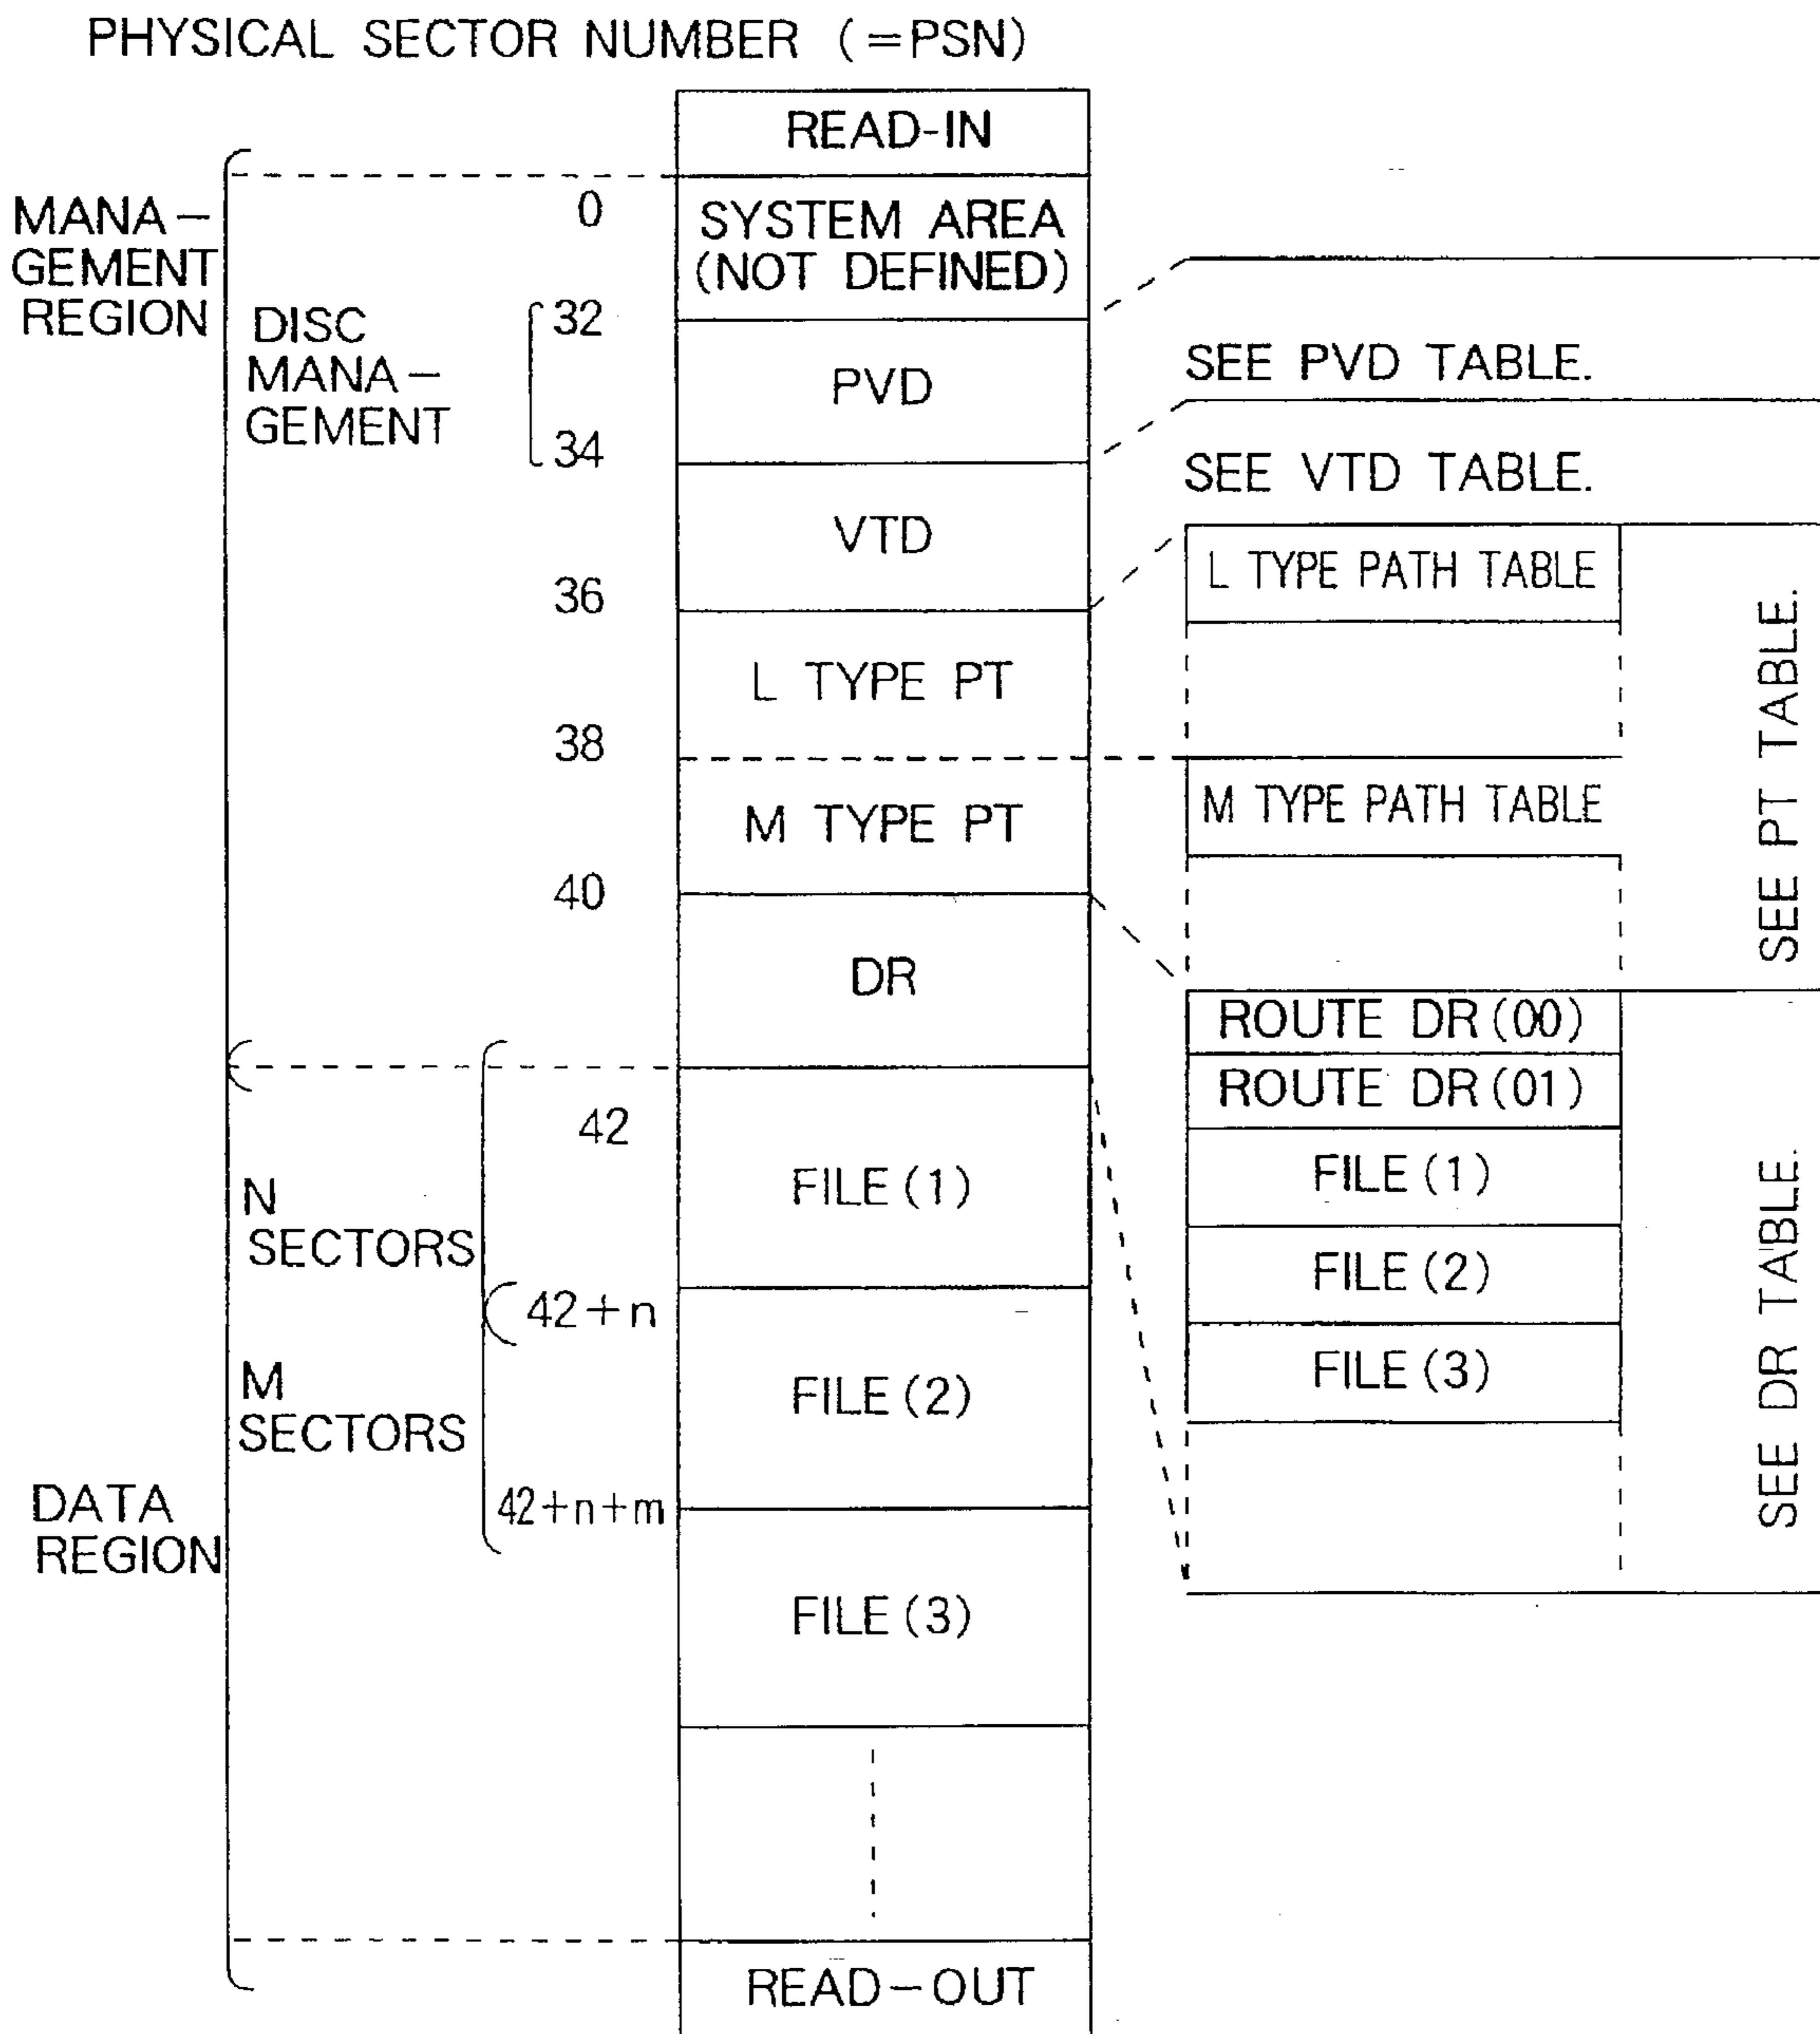 PHYSICAL SECTOR NUMBER (=PSN)
READ-IN
MANA-
GEMENT
REGION
0
SYSTEM AREA
(NOT DEFINED)
DISC
MANA-
GEMENT
32
PVD
SEE PVD TABLE.
34
VTD
SEE VTD TABLE.
36
L TYPE PT
L TYPE PATH TABLE
38
M TYPE PT
M TYPE PATH TABLE
SEE PT TABLE.
40
DR
ROUTE DR(00)
ROUTE DR(01)
FILE(1)
FILE(2)
FILE(3)
SEE DR TABLE.
42
N
SECTORS
FILE(1)
42+n
M
SECTORS
FILE(2)
42+n+m
DATA
REGION
FILE(3)
READ-OUT